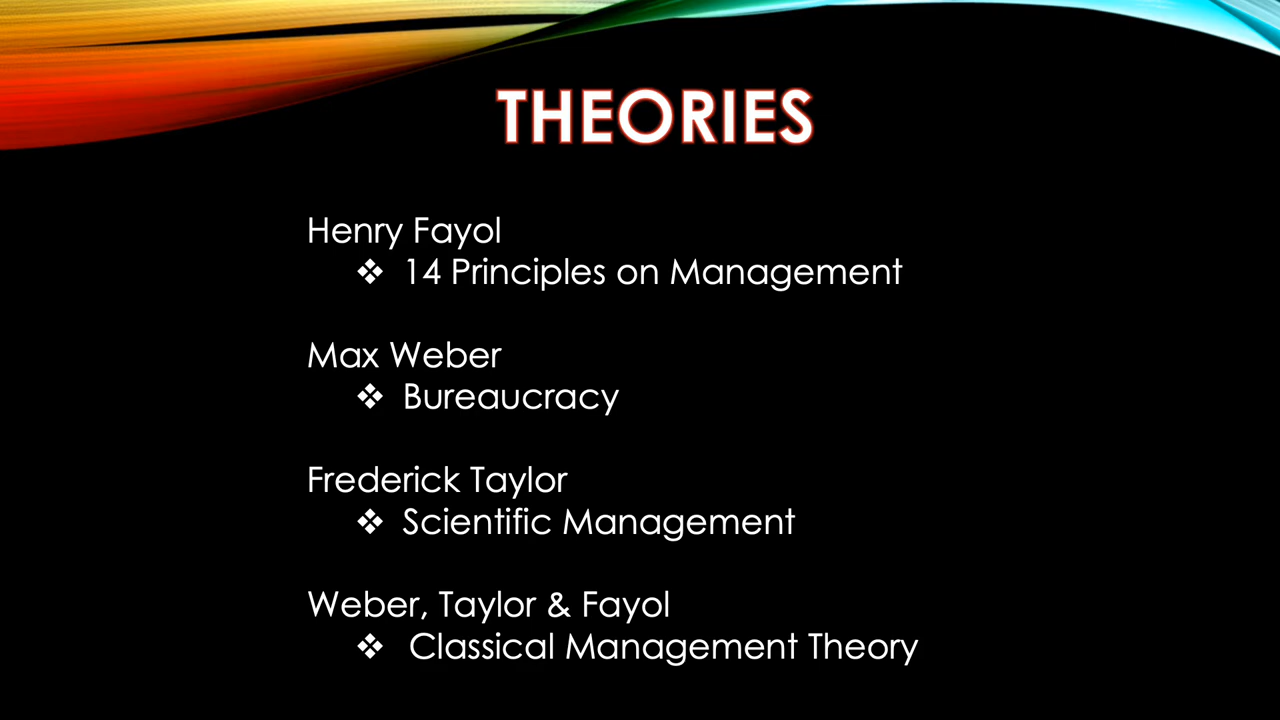 THEORIES
Henry Fayol
❖ 14 Principles on Management
Max Weber
❖ Bureaucracy
Frederick Taylor
❖ Scientific Management
Weber, Taylor & Fayol
❖ Classical Management Theory